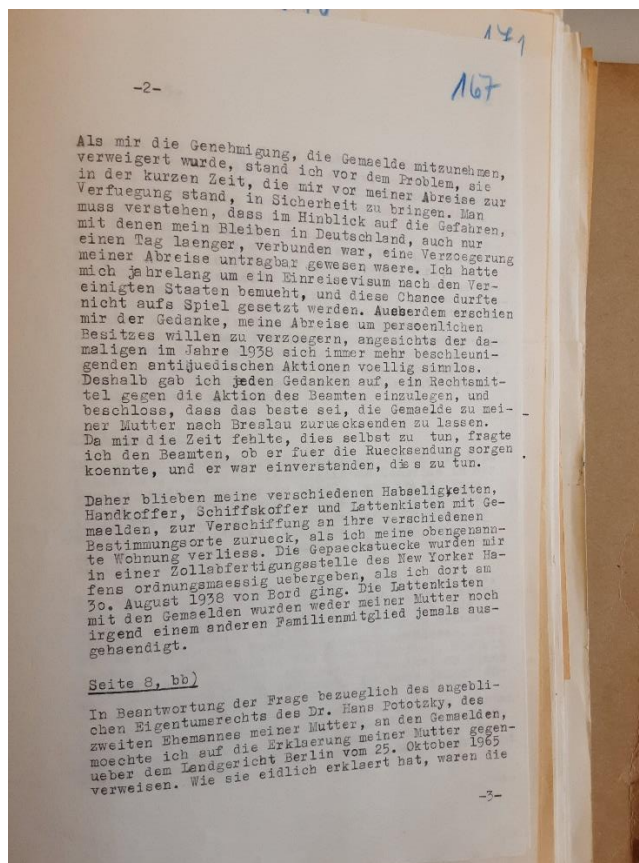 171
-2-
167
Als mir die Genehmigung, die Gemaelde mitzunehmen,
verweigert wurde, stand ich vor dem Problem, sie
in der kurzen Zeit, die mir vor meiner Abreise zur
Verfuegung stand, in Sicherheit zu bringen. Man
muss verstehen, dass im Hinblick auf die Gefahren,
mit denen mein Bleiben in Deutschland, auch nur
einen Tag laenger, verbunden war, eine Verzoegerung
meiner Abreise untragbar gewesen waere. Ich hatte
mich jahrelang um ein Einreisevisum nach den Ver-
einigten Staaten bemueht, und diese Chance durfte
nicht aufs Spiel gesetzt werden. Ausserdem erschien
mir der Gedanke, meine Abreise um persoenlichen
Besitzes willen zu verzoegern, angesichts der da-
maligen im Jahre 1938 sich immer mehr beschleuni-
genden antijuedischen Aktionen voellig sinnlos.
Deshalb gab ich jeden Gedanken auf, ein Rechtsmit-
tel gegen die Aktion des Beamten einzulegen, und
beschloss, dass das beste sei, die Gemaelde zu mei-
ner Mutter nach Breslau zuruecksenden zu lassen.
Da mir die Zeit fehlte, dies selbst zu tun, fragte
ich den Beamten, ob er fuer die Ruecksendung sorgen
koennte, und er war einverstanden, dies zu tun.
Daher blieben meine verschiedenen Habseligkeiten,
Handkoffer, Schiffskoffer und Lattenkisten mit Ge-
maelden, zur Verschiffung an ihre verschiedenen
Bestimmungsorte zurueck, als ich meine obengenann-
te Wohnung verliess. Die Gepaeckstuecke wurden mir
in einer Zollabfertigungsstelle des New Yorker Ha-
fens ordnungsmaessig uebergeben, als ich dort am
30. August 1938 von Bord ging. Die Lattenkisten
mit den Gemaelden wurden weder meiner Mutter noch
irgend einem anderen Familienmitglied jemals aus-
gehaendigt.
Seite 8, bb)
In Beantwortung der Frage bezueglich des angebli-
chen Eigentumsrechts des Dr. Hans Pototzky, des
zweiten Ehemannes meiner Mutter, an den Gemaelden,
moechte ich auf die Erklaerung meiner Mutter gegen-
ueber dem Landgericht Berlin vom 25. Oktober 1965
verweisen. Wie sie eidlich erklaert hat, waren die
-3-